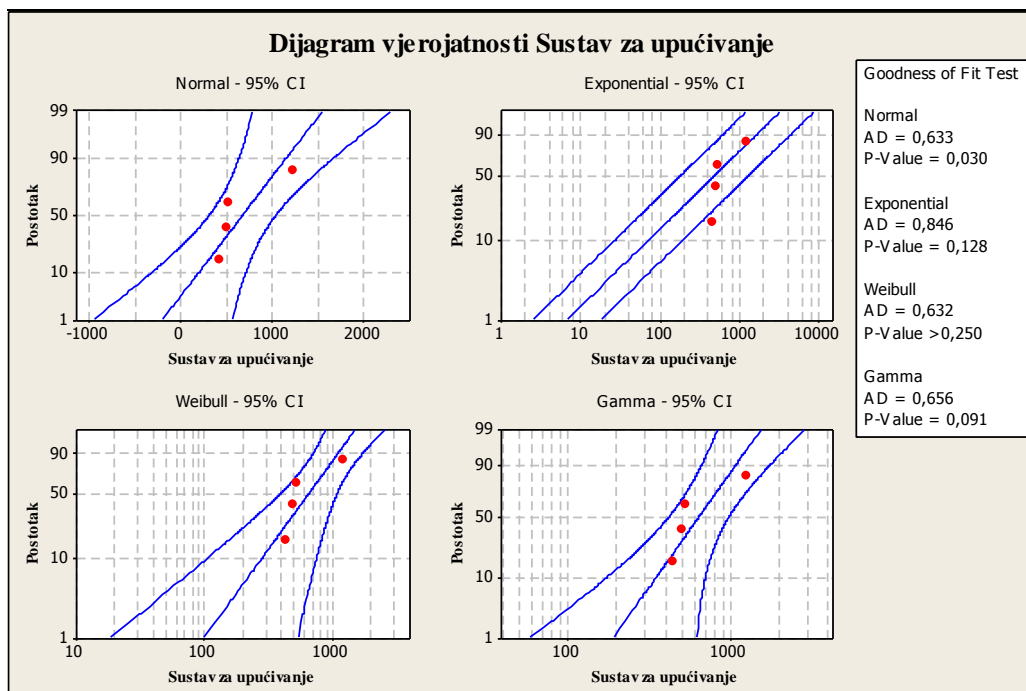 Dijagram vjerojatnosti Sustav za upućivanje
Normal - 95% CI
99
90
50
10
1
Postotak
-1000 0 1000 2000
Sustav za upućivanje
Exponential - 95% CI
90
50
10
1
Postotak
1 10 100 1000 10000
Sustav za upućivanje
Weibull - 95% CI
90
50
10
1
Postotak
10 100 1000
Sustav za upućivanje
Gamma - 95% CI
99
90
50
10
1
Postotak
100 1000
Sustav za upućivanje
Goodness of Fit Test
Normal
AD = 0,633
P-Value = 0,030
Exponential
AD = 0,846
P-Value = 0,128
Weibull
AD = 0,632
P-Value >0,250
Gamma
AD = 0,656
P-Value = 0,091